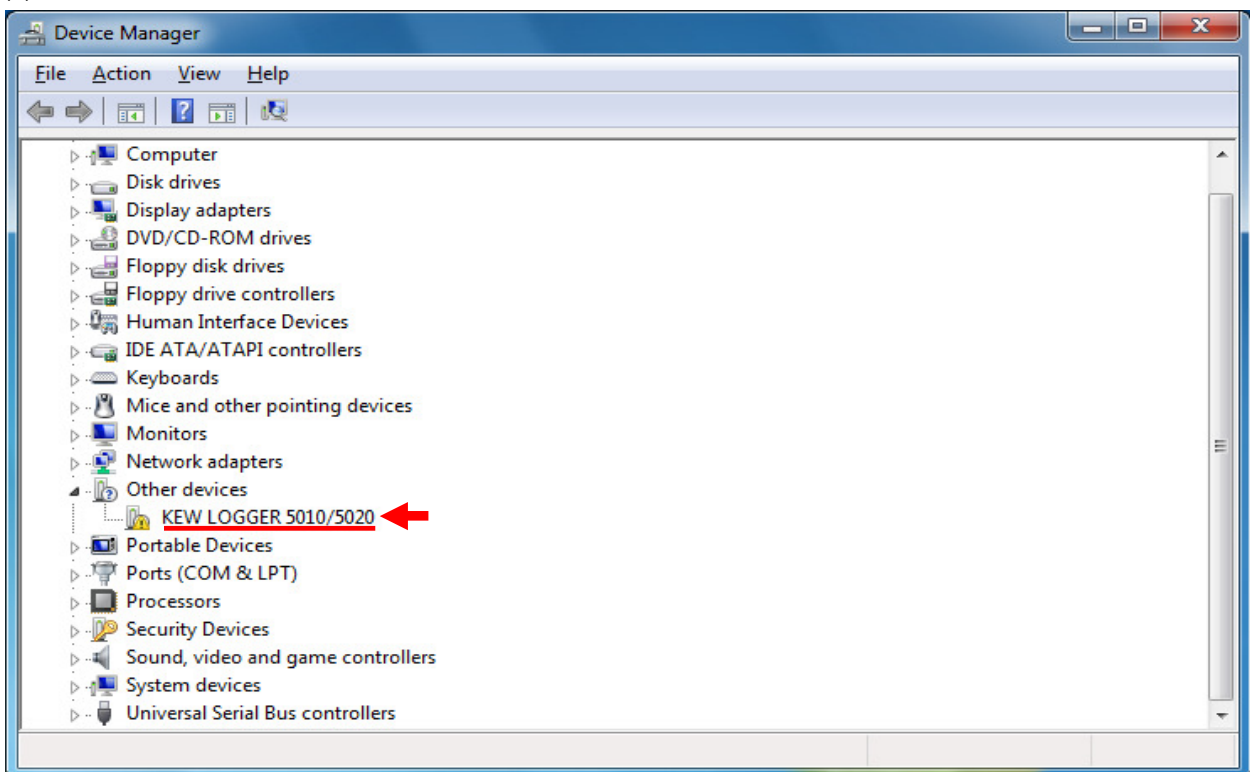 Device Manager
File Action View Help
Computer
Disk drives
Display adapters
DVD/CD-ROM drives
Floppy disk drives
Floppy drive controllers
Human Interface Devices
IDE ATA/ATAPI controllers
Keyboards
Mice and other pointing devices
Monitors
Network adapters
Other devices
KEW LOGGER 5010/5020
Portable Devices
Ports (COM & LPT)
Processors
Security Devices
Sound, video and game controllers
System devices
Universal Serial Bus controllers